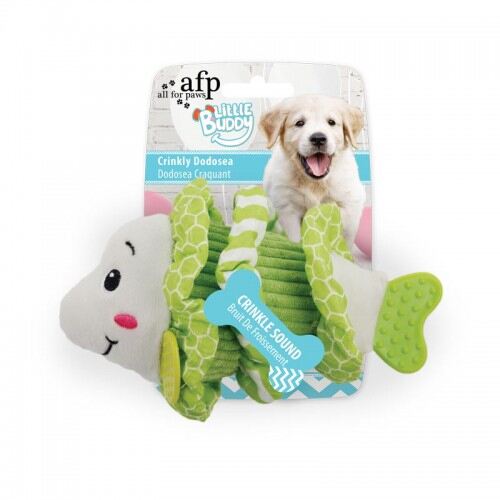 afp
all for paws
Little
Buddy
Crinkly Dodosea
Dodosea Craquant
CRINKLE SOUND
Bruit De Froissement